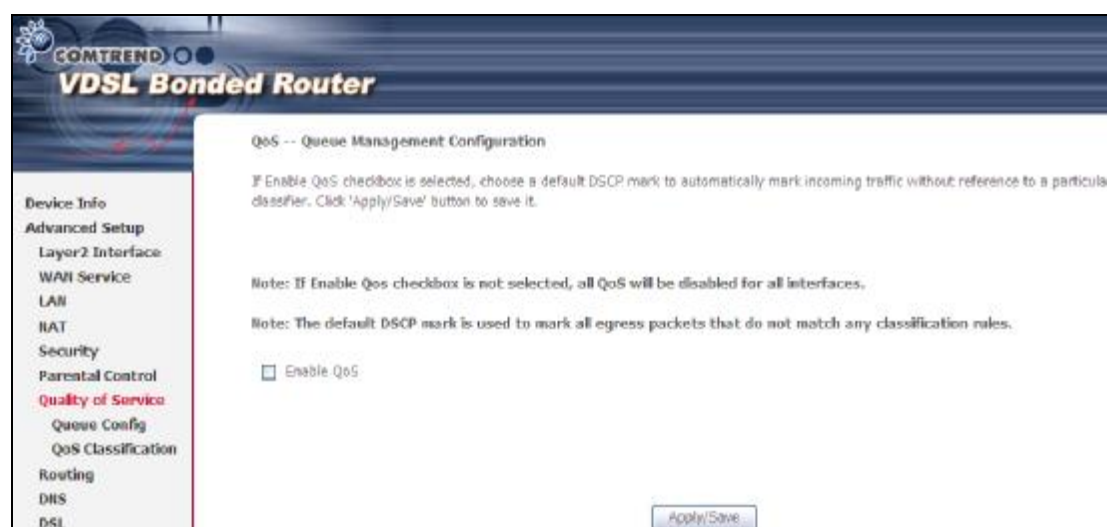 COMTREND
VDSL Bonded Router
QoS -- Queue Management Configuration
If Enable QoS checkbox is selected, choose a default DSCP mark to automatically mark incoming traffic without reference to a particula
classifier. Click 'Apply/Save' button to save it.
Note: If Enable Qos checkbox is not selected, all QoS will be disabled for all interfaces.
Note: The default DSCP mark is used to mark all egress packets that do not match any classification rules.
Enable QoS
Apply/Save
Device Info
Advanced Setup
Layer2 Interface
WAN Service
LAN
NAT
Security
Parental Control
Quality of Service
Queue Config
QoS Classification
Routing
DNS
DSL